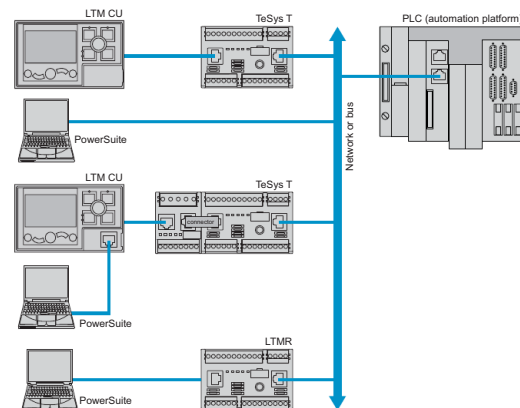 LTM CU
TeSys T
PLC (automation platform)
PowerSuite
Network or bus
LTM CU
TeSys T
connector
PowerSuite
LTMR
PowerSuite